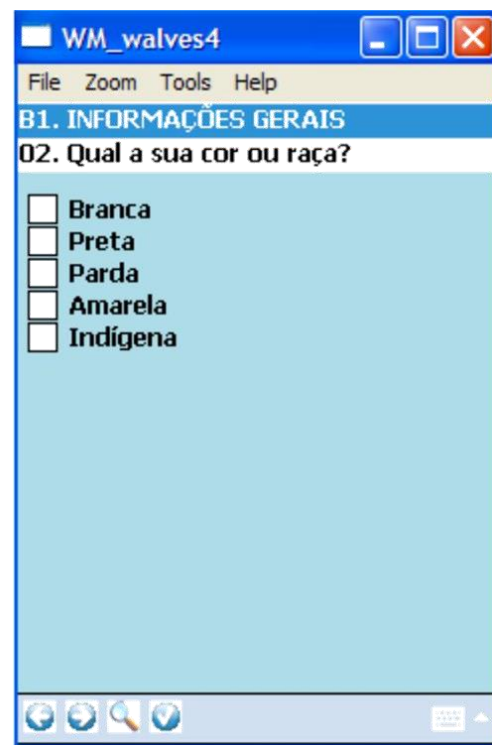 WM_walves4
File Zoom Tools Help
B1. INFORMAÇÕES GERAIS
02. Qual a sua cor ou raça?
Branca
Preta
Parda
Amarela
Indígena